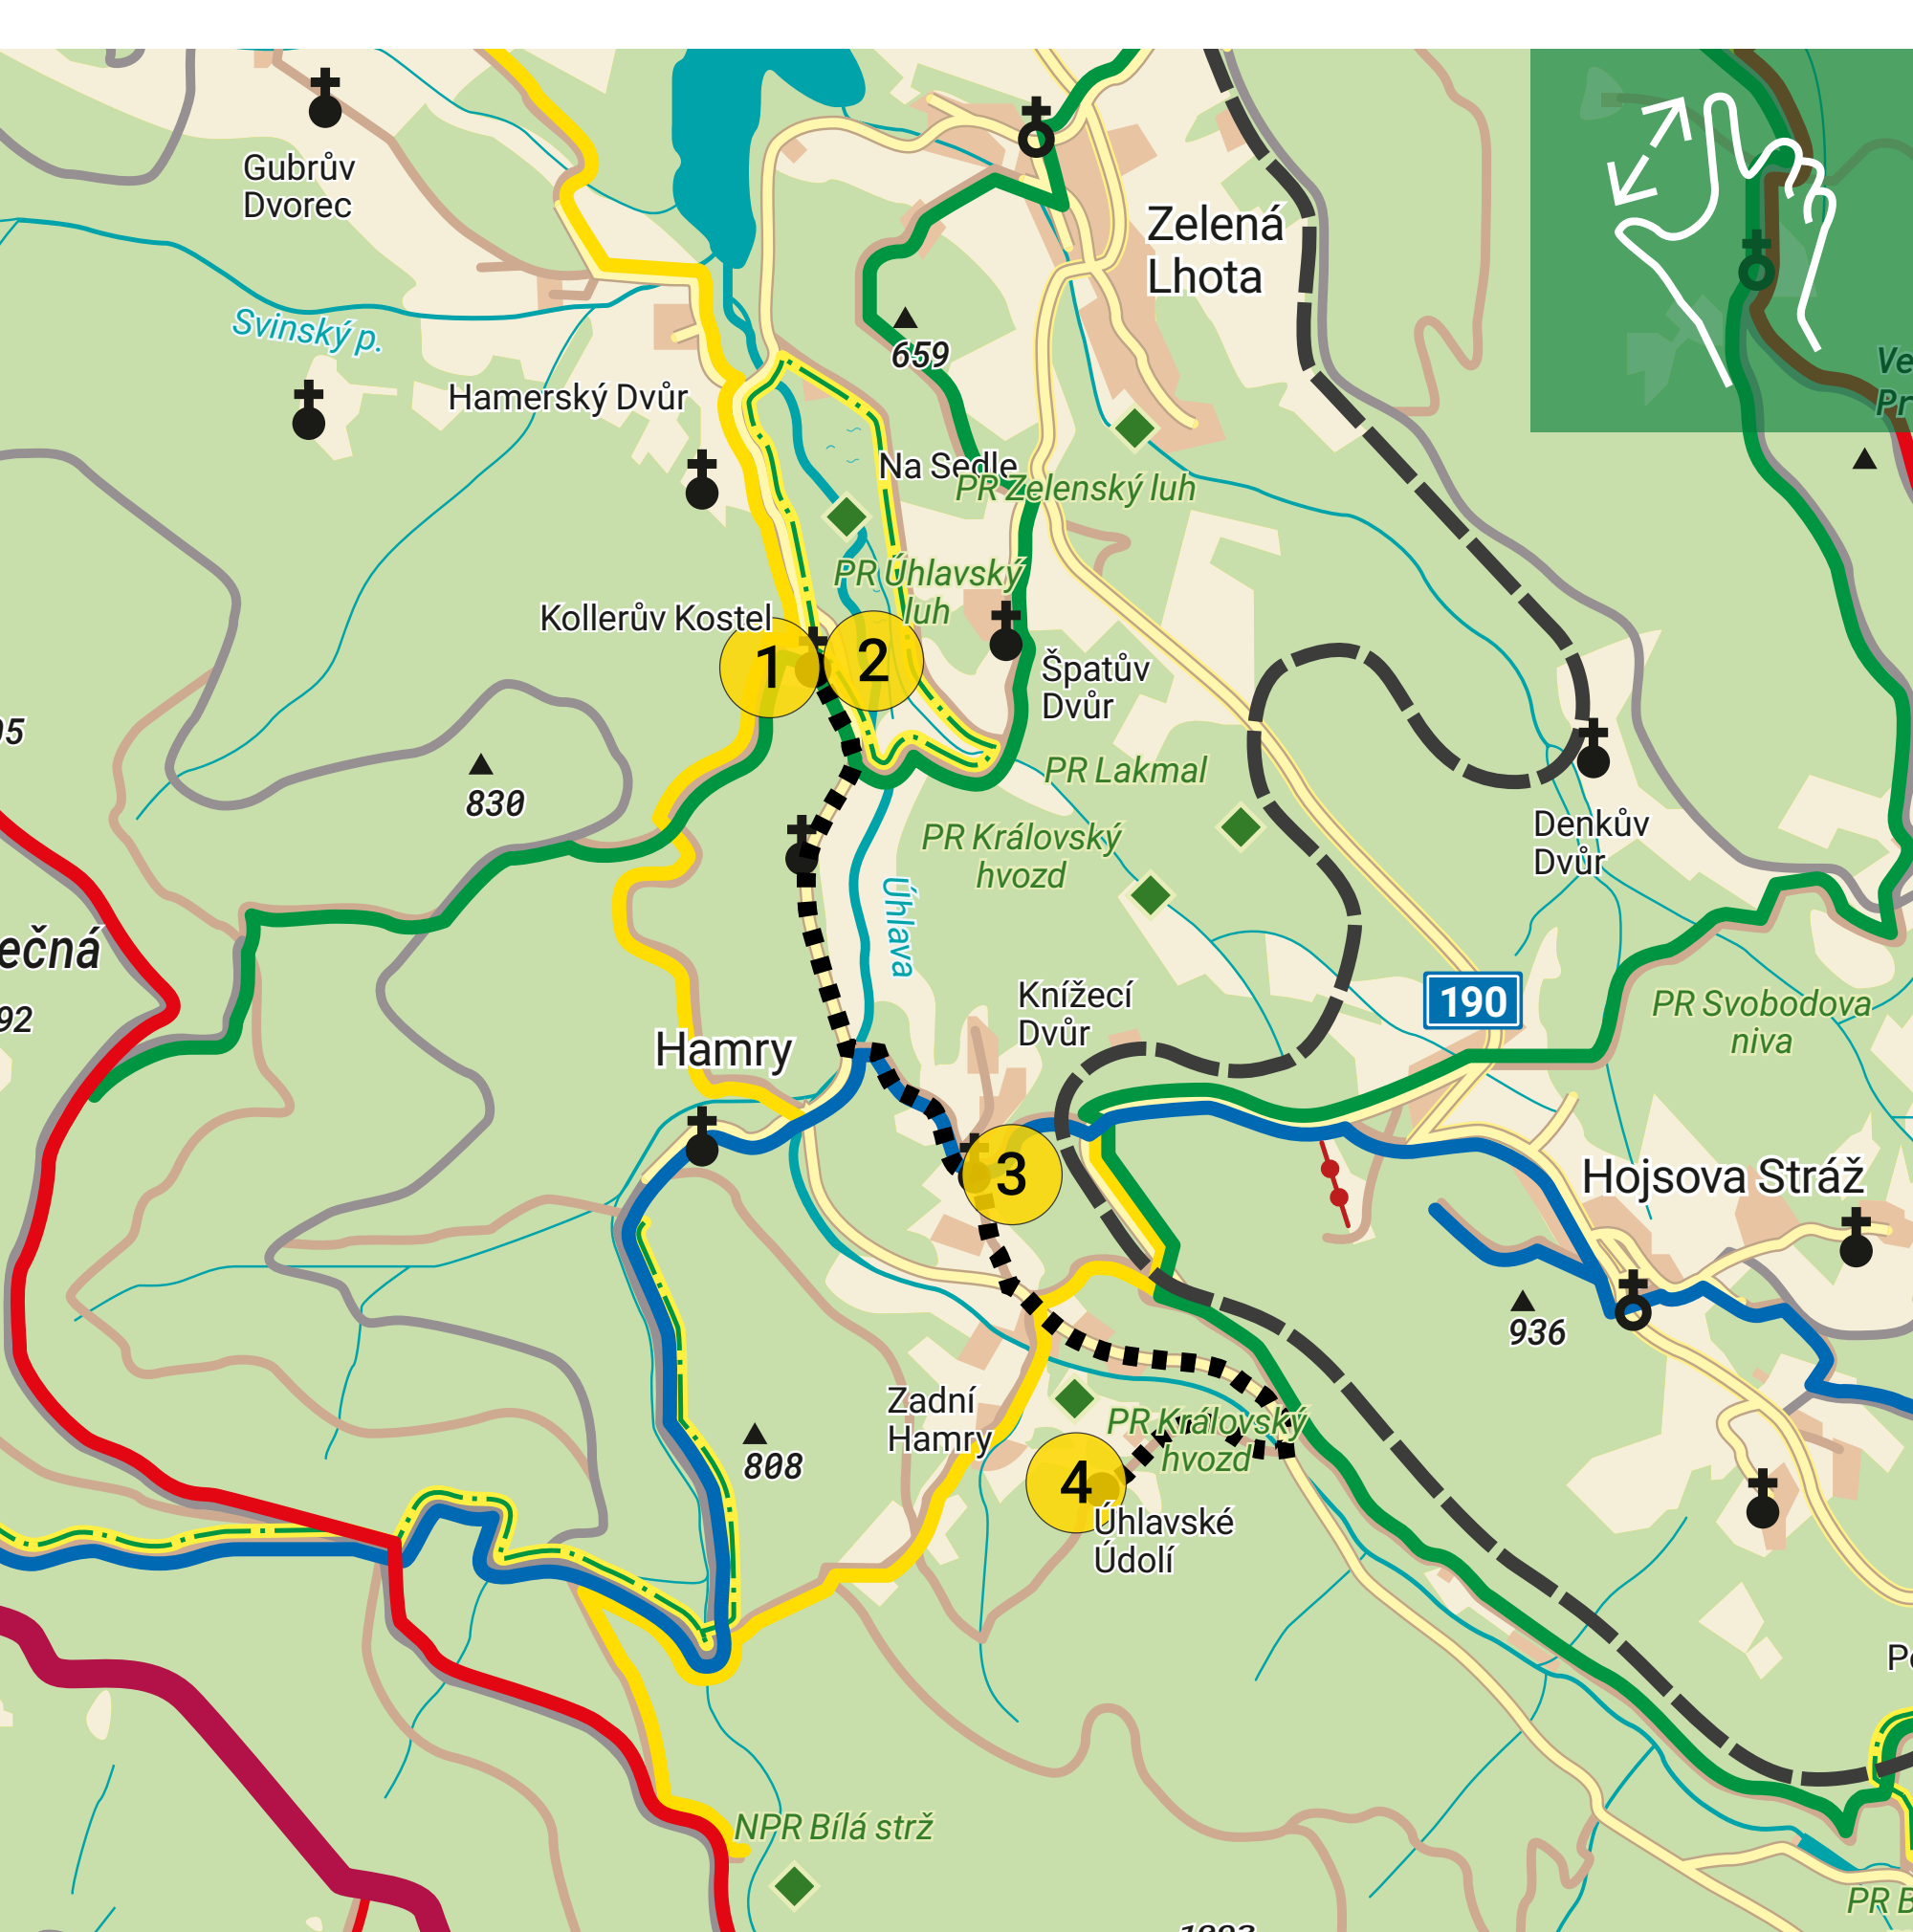 Gubrův
Dvorec
Zelená
Lhota
Svinský p.
659
Hamerský Dvůr
Na Sedle
PR Zelenský luh
PR Úhlavský
luh
Kollerův Kostel
1
2
Špatův
Dvůr
830
PR Lakmal
PR Královský
hvozd
Denkův
Dvůr
Úhlava
ečná
92
Knížecí
Dvůr
190
PR Svobodova
niva
Hamry
3
Hojsova Stráž
936
Zadní
Hamry
PR Královský
hvozd
808
4
Úhlavské
Údolí
NPR Bílá strž
PR B